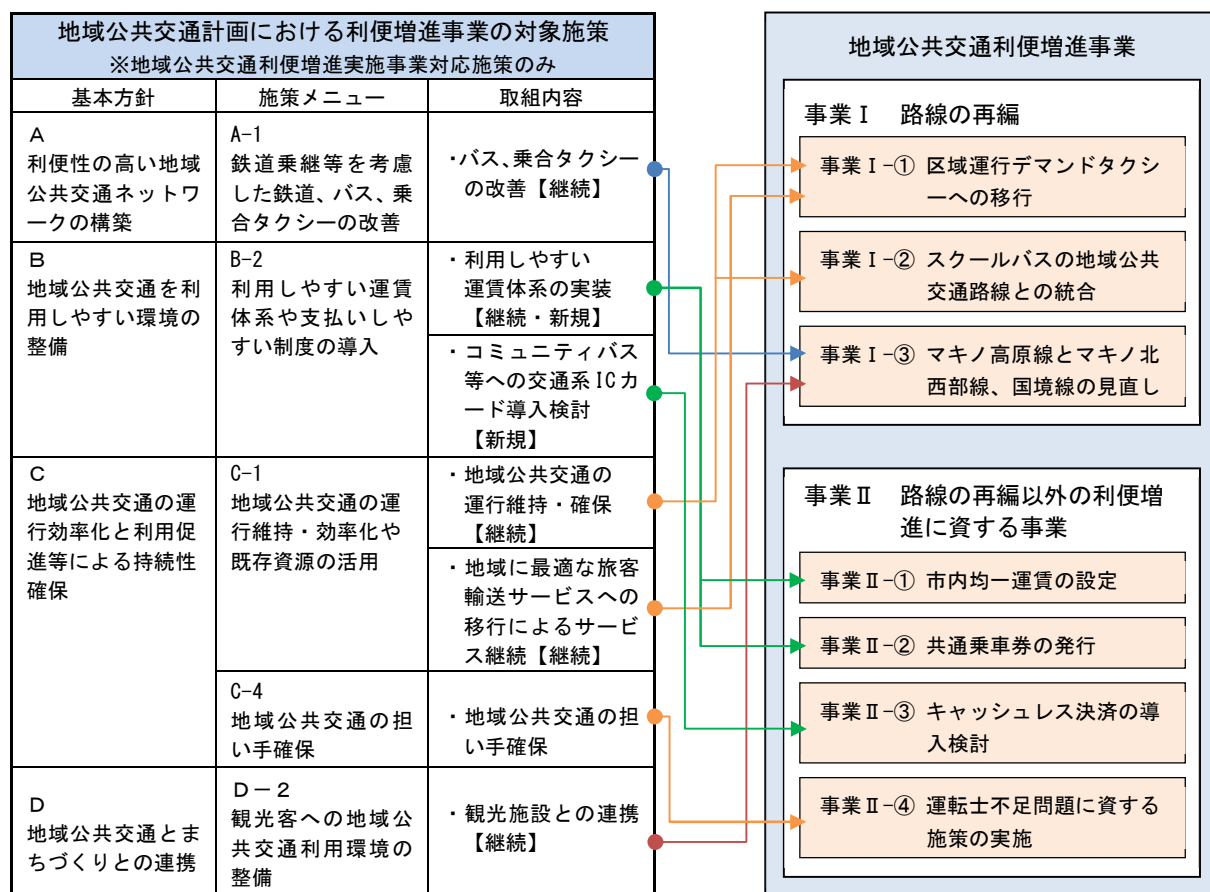 地域公共交通計画における利便増進事業の対象施策
※地域公共交通利便増進実施事業対応施策のみ
基本方針
施策メニュー
取組内容
A
利便性の高い地域
公共交通ネットワ
ークの構築
A-1
鉄道乗継等を考慮
した鉄道、バス、乗
合タクシーの改善
・バス、乗合タクシー
の改善【継続】
B
地域公共交通を利
用しやすい環境の
整備
B-2
利用しやすい運賃
体系や支払いしや
すい制度の導入
・利用しやすい
運賃体系の実装
【継続・新規】
・コミュニティバス
等への交通系ICカ
ード導入検討
【新規】
C
地域公共交通の運
行効率化と利用促
進等による持続性
確保
C-1
地域公共交通の運
行維持・効率化や
既存資源の活用
・地域公共交通の
運行維持・確保
【継続】
・地域に最適な旅客
輸送サービスへの
移行によるサービ
ス継続【継続】
C-4
地域公共交通の担
い手確保
・地域公共交通の担
い手確保
D
地域公共交通とま
ちづくりとの連携
D-2
観光客への地域公
共交通利用環境の
整備
・観光施設との連携
【継続】
地域公共交通利便増進事業
事業Ⅰ 路線の再編
事業Ⅰ-① 区域運行デマンドタクシ
ーへの移行
事業Ⅰ-② スクールバスの地域公共
交通路線との統合
事業Ⅰ-③ マキノ高原線とマキノ北
西部線、国境線の見直し
事業Ⅱ 路線の再編以外の利便増
進に資する事業
事業Ⅱ-① 市内均一運賃の設定
事業Ⅱ-② 共通乗車券の発行
事業Ⅱ-③ キャッシュレス決済の導
入検討
事業Ⅱ-④ 運転士不足問題に資する
施策の実施